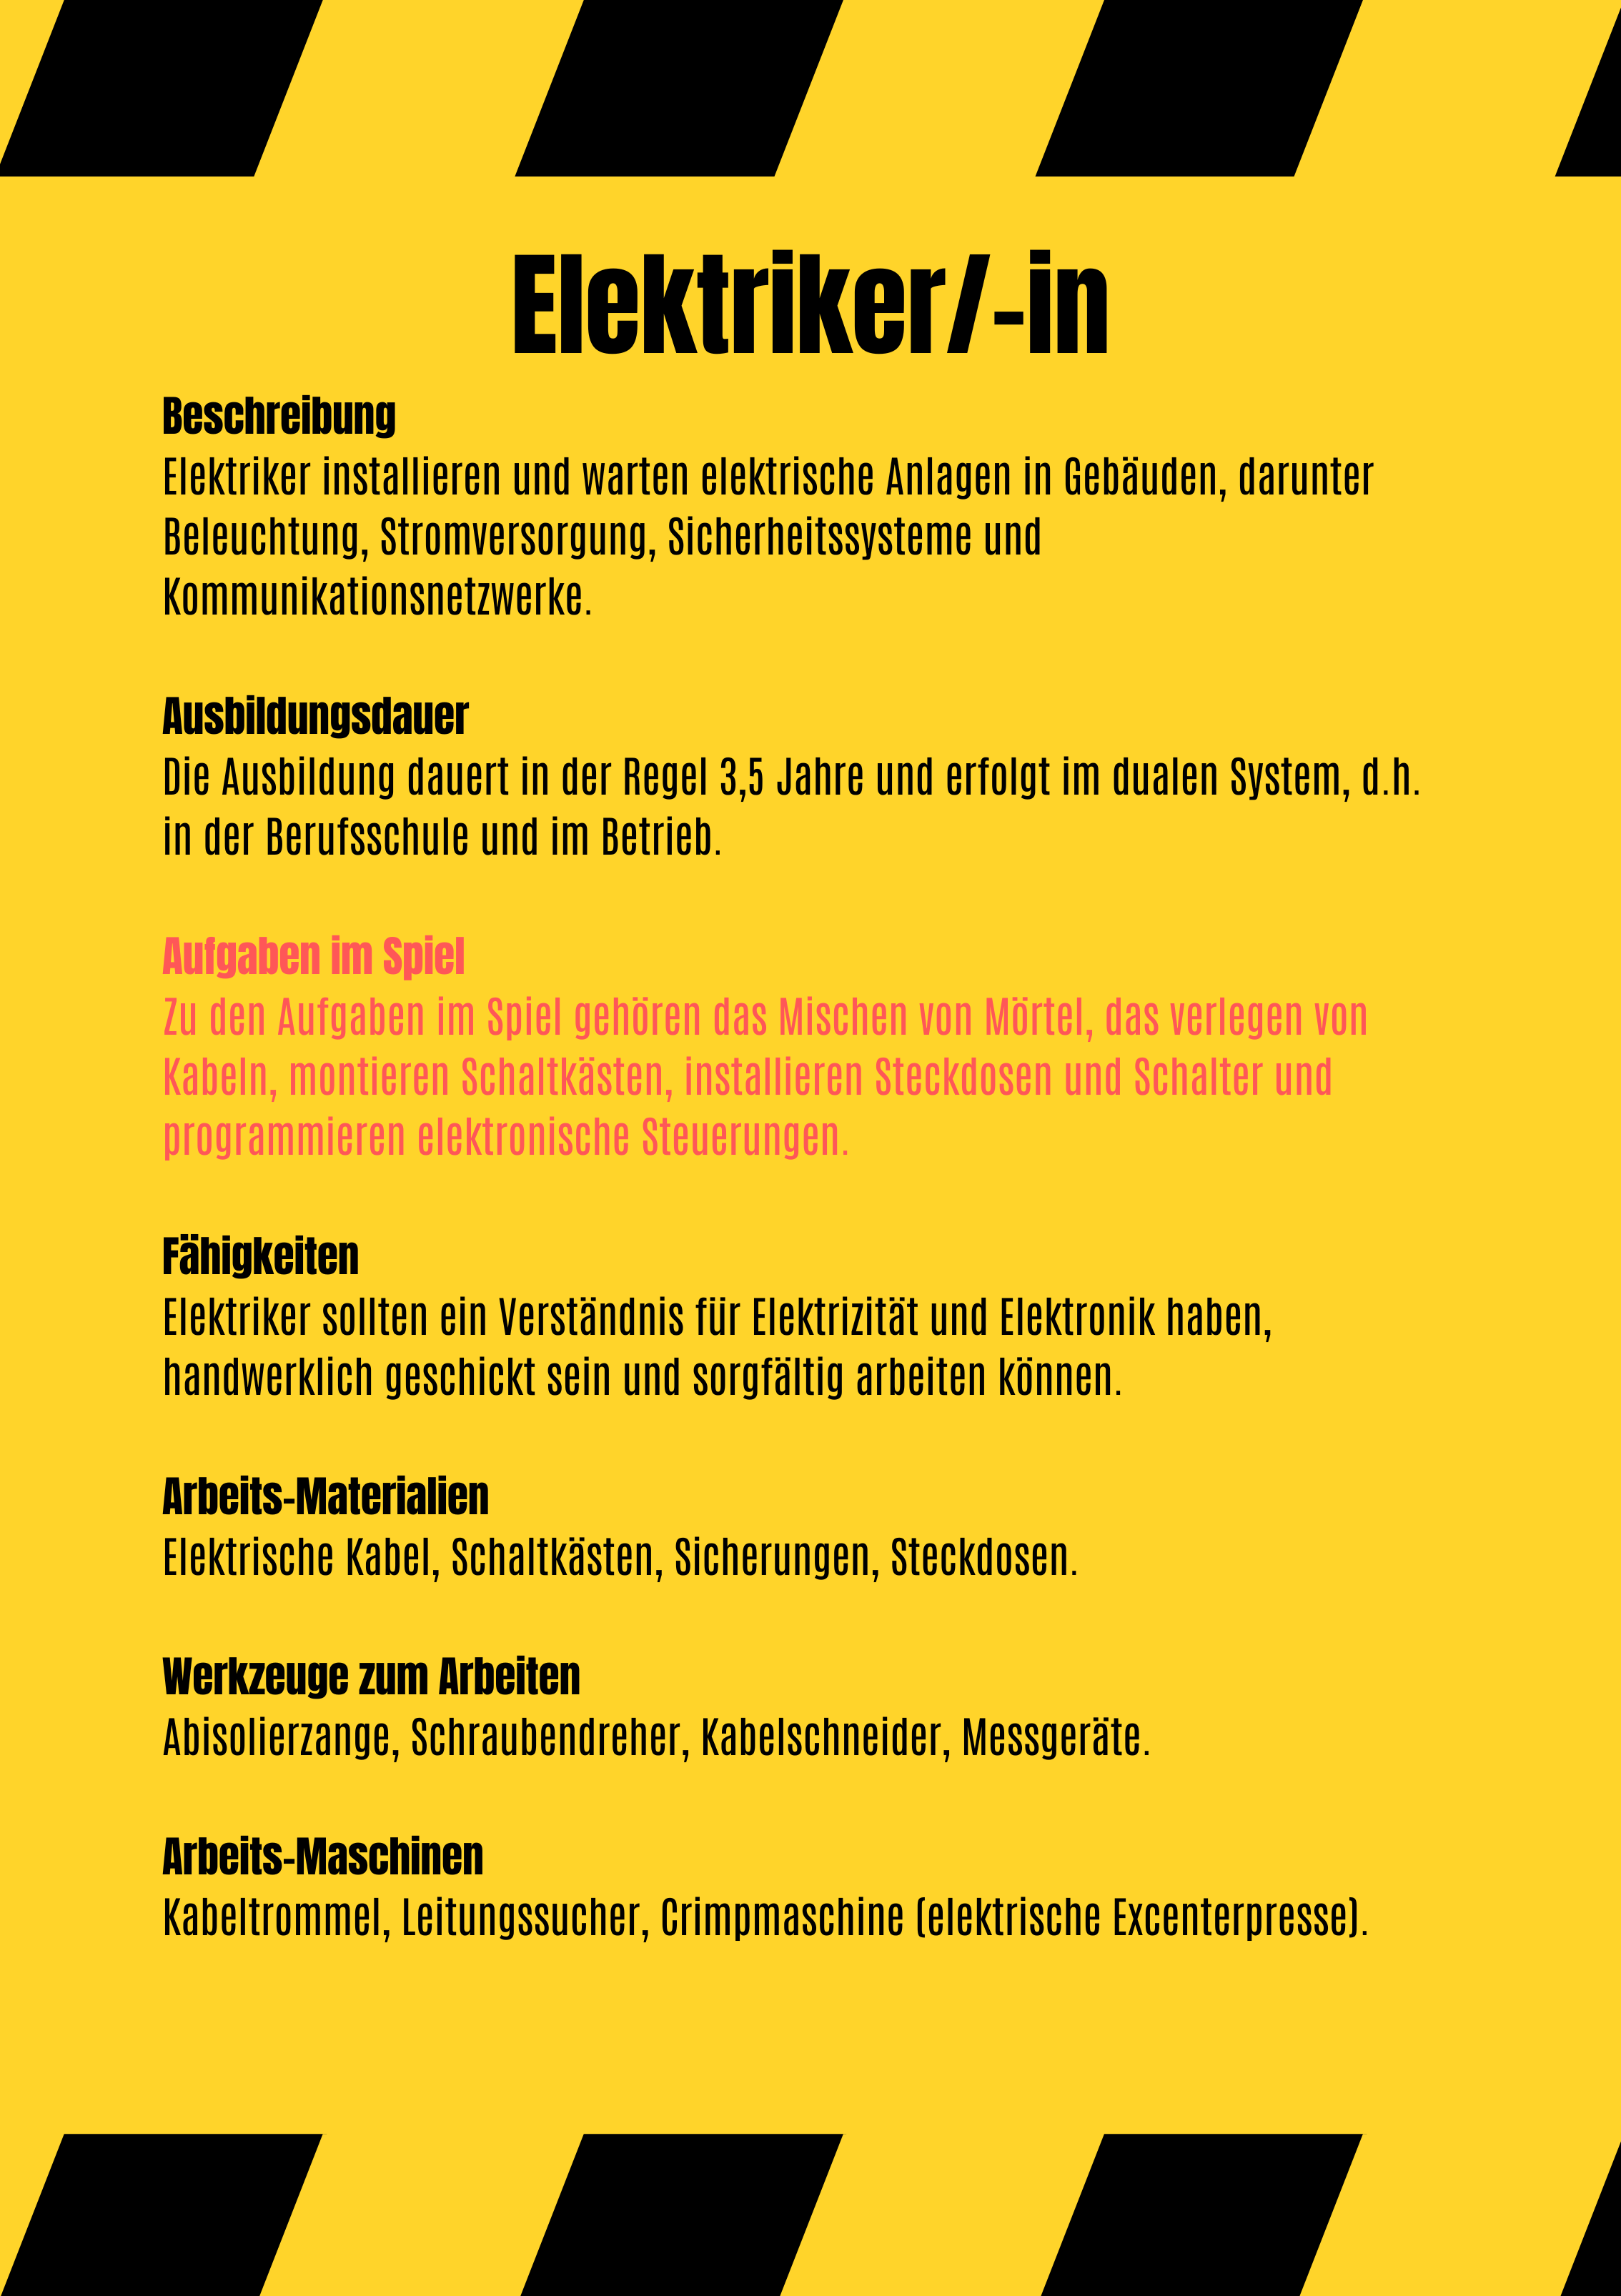 Elektriker/-in
Beschreibung
Elektriker installieren und warten elektrische Anlagen in Gebäuden, darunter
Beleuchtung, Stromversorgung, Sicherheitssysteme und
Kommunikationsnetzwerke.
Ausbildungsdauer
Die Ausbildung dauert in der Regel 3,5 Jahre und erfolgt im dualen System, d.h.
in der Berufsschule und im Betrieb.
Aufgaben im Spiel
Zu den Aufgaben im Spiel gehören das Mischen von Mörtel, das verlegen von
Kabeln, montieren Schaltkästen, installieren Steckdosen und Schalter und
programmieren elektronische Steuerungen.
Fähigkeiten
Elektriker sollten ein Verständnis für Elektrizität und Elektronik haben,
handwerklich geschickt sein und sorgfältig arbeiten können.
Arbeits-Materialien
Elektrische Kabel, Schaltkästen, Sicherungen, Steckdosen.
Werkzeuge zum Arbeiten
Abisolierzange, Schraubendreher, Kabelschneider, Messgeräte.
Arbeits-Maschinen
Kabeltrommel, Leitungssucher, Crimpmaschine (elektrische Excenterpresse).